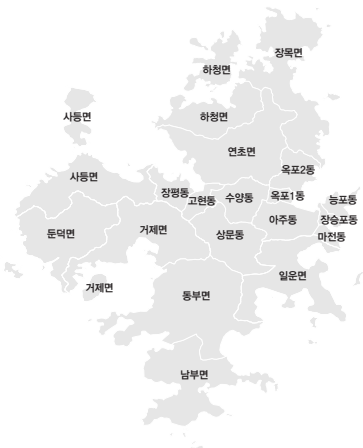 장목면
하청면
사등면
하청면
연초면
옥포2동
사등면
장평동
고현동
수양동
옥포1동
능포동
아주동
장승포동
둔덕면
거제면
상문동
마전동
일운면
거제면
동부면
남부면